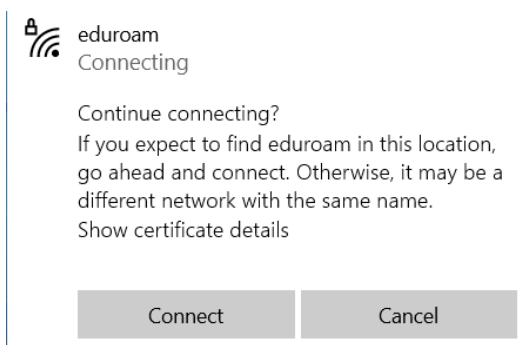 eduroam
Connecting
Continue connecting?
If you expect to find eduroam in this location,
go ahead and connect. Otherwise, it may be a
different network with the same name.
Show certificate details
Connect
Cancel